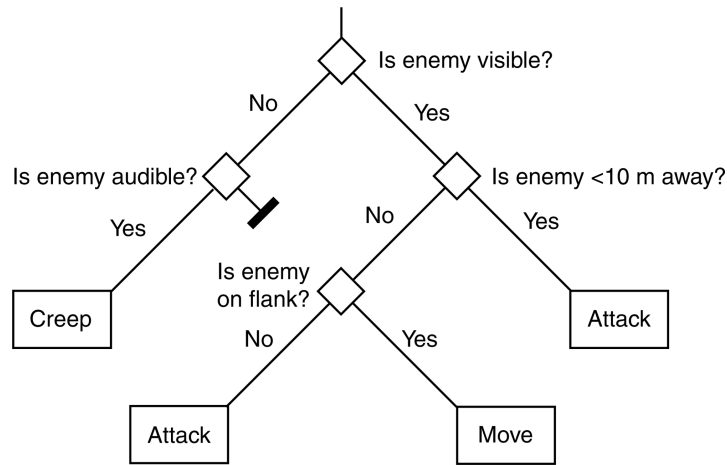 Is enemy visible?
No
Yes
Is enemy audible?
Is enemy <10 m away?
Yes
No
Yes
Is enemy
on flank?
Creep
Attack
No
Yes
Attack
Move